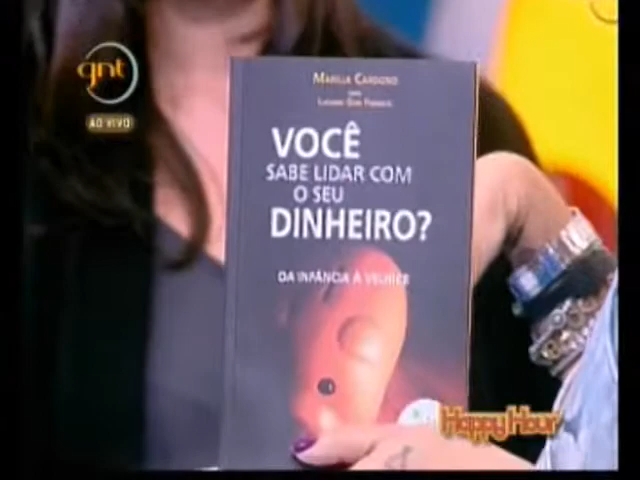 gnt
AO VIVO
MARILIA CARDOSO
VOCÊ
SABE LIDAR COM
O SEU
DINHEIRO?
DA INFÂNCIA À VELHICE
Happy Hour